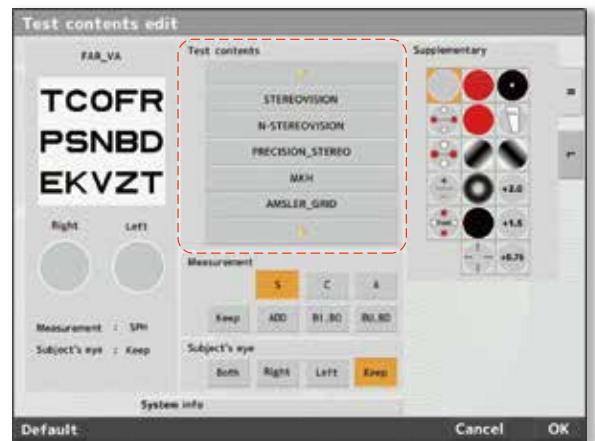 Test contents edit
FAR_VA
TCOFR
PSNBD
EKVZT
Right Left
Measurement : SPH
Subject's eye : Keep
Test contents
STEREOVISION
N-STEREOVISION
PRECISION_STEREO
MKH
AMSLER_GRID
Measurement
S C A
Keep ADD BI.BO BU.BD
Subject's eye
Both Right Left Keep
System info
Supplementary
+2.0
+1.5
+0.75
R
L
Default Cancel OK